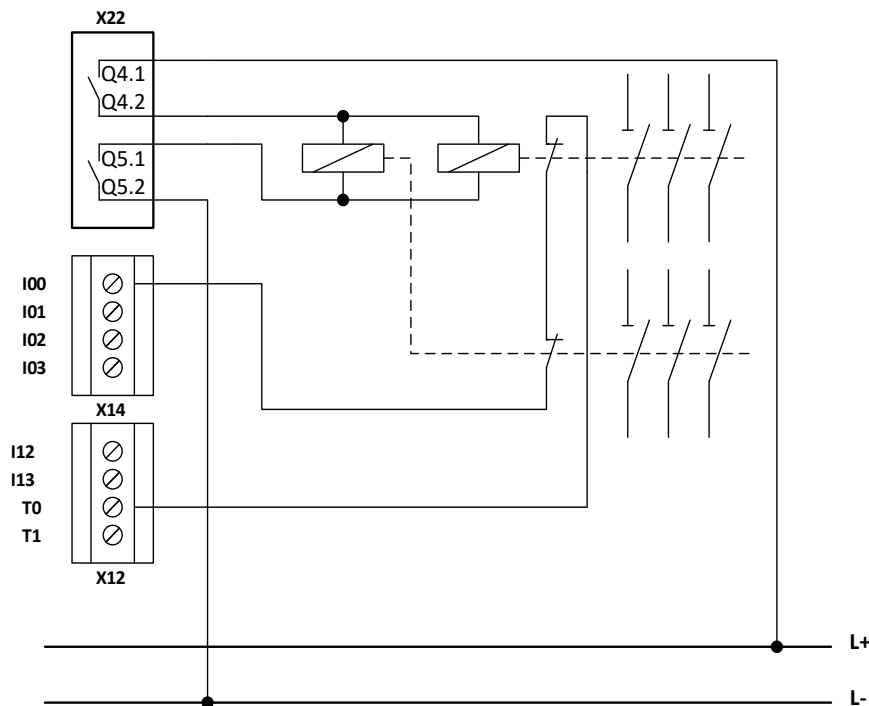 X22
Q4.1
Q4.2
Q5.1
Q5.2
I00
I01
I02
I03
X14
I12
I13
T0
T1
X12
L+
L-